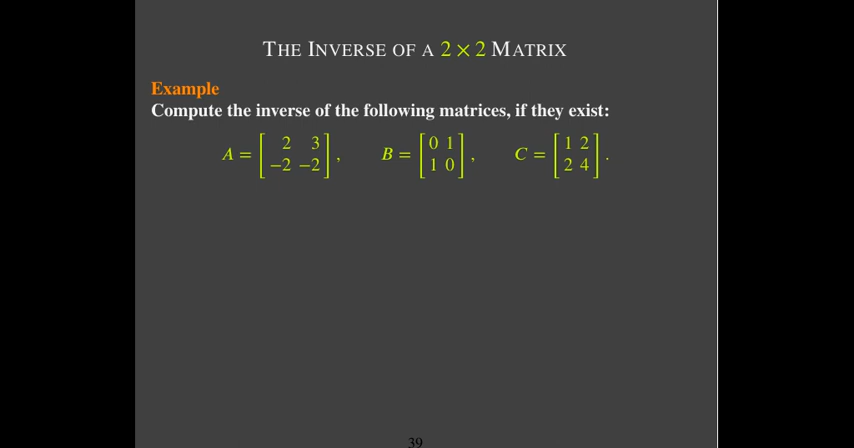 THE INVERSE OF A 2 × 2 MATRIX
Example
Compute the inverse of the following matrices, if they exist:
A = [ 2 3 ; −2 −2 ], B = [ 0 1 ; 1 0 ], C = [ 1 2 ; 2 4 ].
39